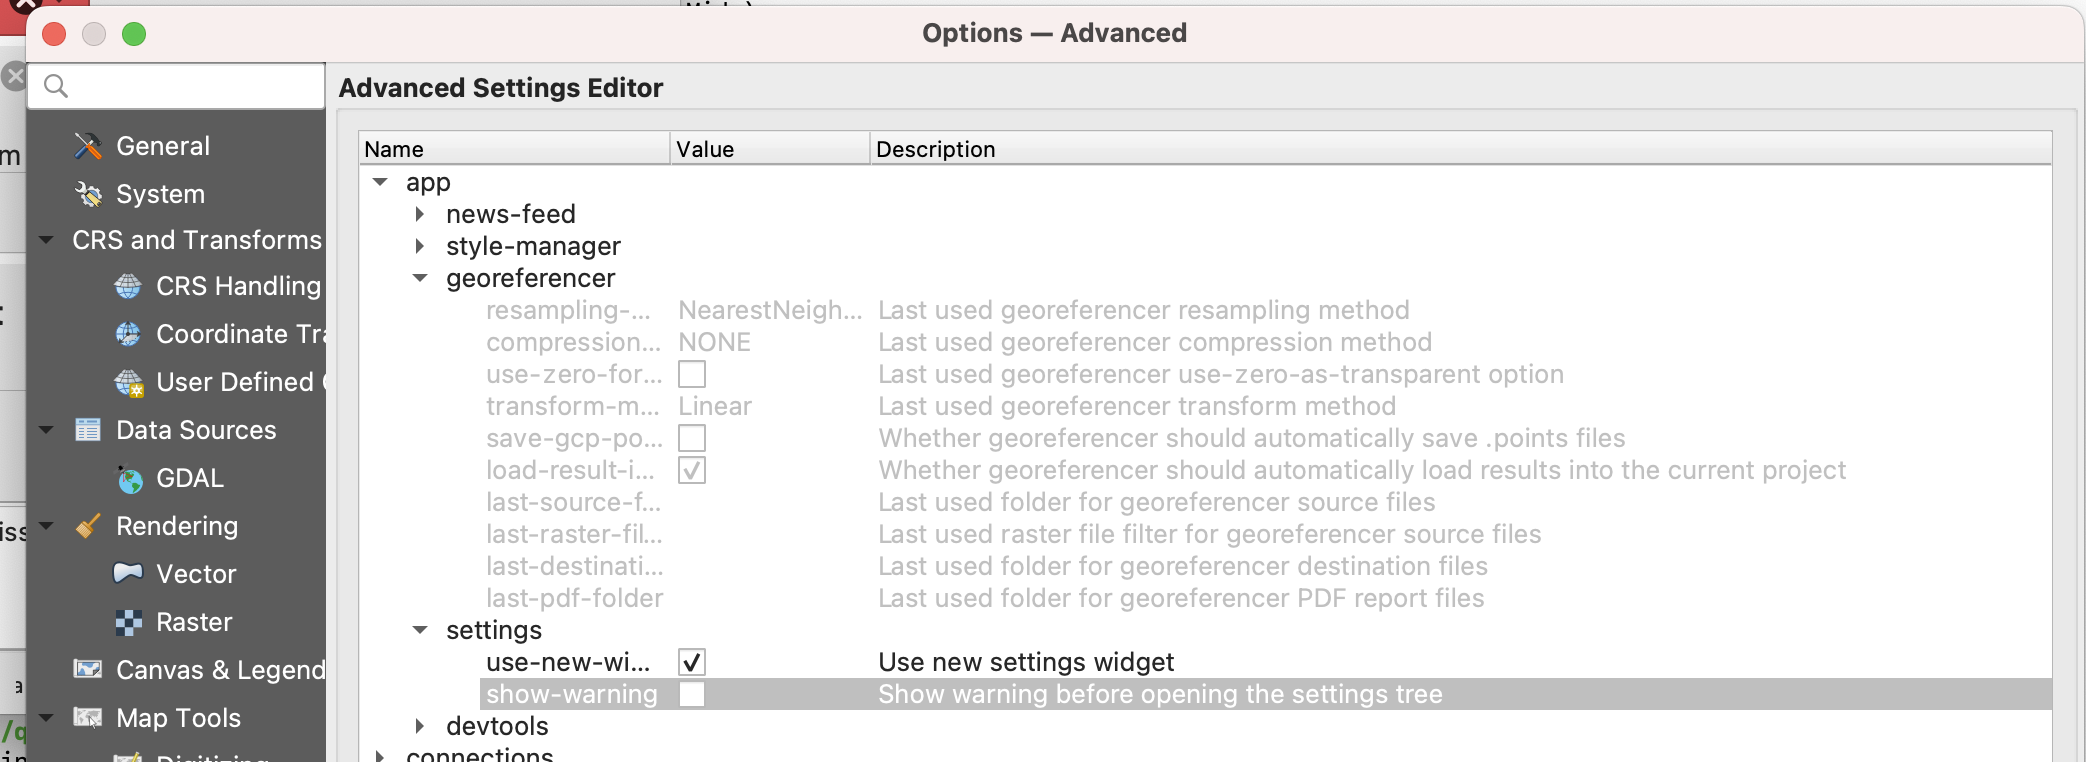 Options — Advanced
Advanced Settings Editor
General
System
CRS and Transforms
CRS Handling
Coordinate Tra
User Defined
Data Sources
GDAL
Rendering
Vector
Raster
Canvas & Legend
Map Tools
Digitizing
Name Value Description
app
news-feed
style-manager
georeferencer
resampling-... NearestNeigh... Last used georeferencer resampling method
compression... NONE Last used georeferencer compression method
use-zero-for... Last used georeferencer use-zero-as-transparent option
transform-m... Linear Last used georeferencer transform method
save-gcp-po... Whether georeferencer should automatically save .points files
load-result-i... Whether georeferencer should automatically load results into the current project
last-source-f... Last used folder for georeferencer source files
last-raster-fil... Last used raster file filter for georeferencer source files
last-destinati... Last used folder for georeferencer destination files
last-pdf-folder Last used folder for georeferencer PDF report files
settings
use-new-wi... Use new settings widget
show-warning Show warning before opening the settings tree
devtools
connections